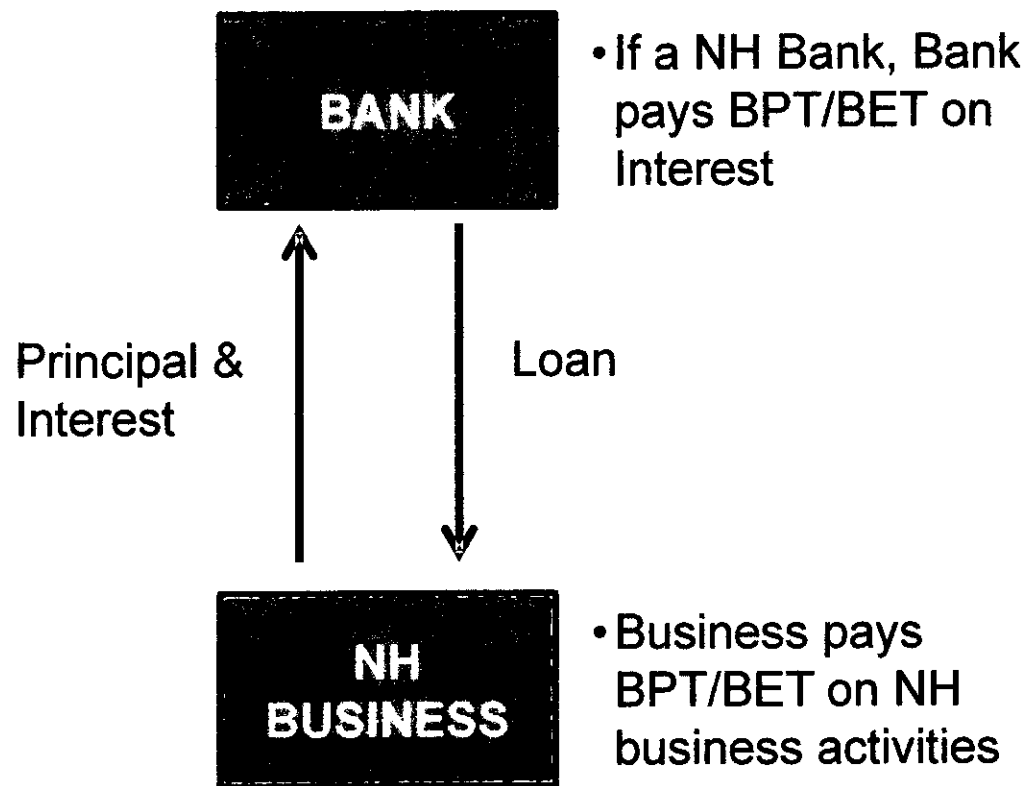 BANK
• If a NH Bank, Bank
pays BPT/BET on
Interest
Principal &
Interest
Loan
NH
BUSINESS
• Business pays
BPT/BET on NH
business activities